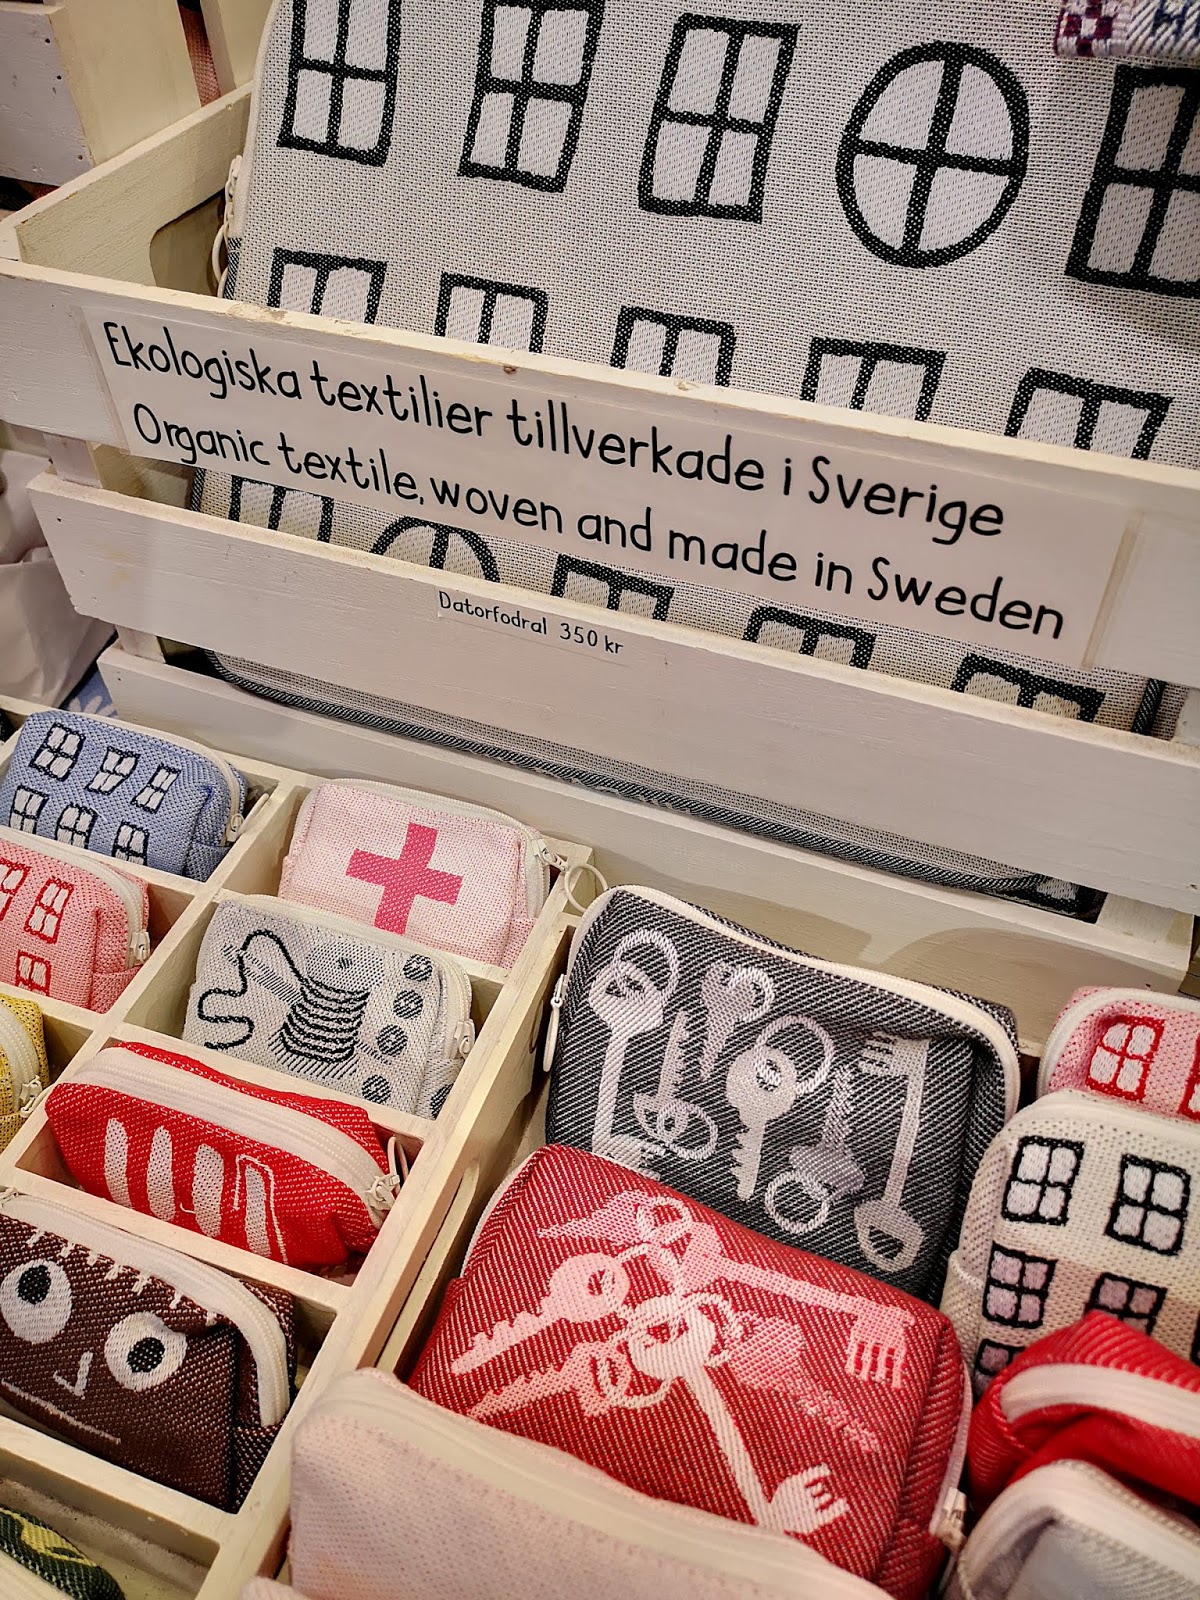 Ekologiska textilier tillverkade i Sverige
Organic textile, woven and made in Sweden
Datorfodral 350 kr